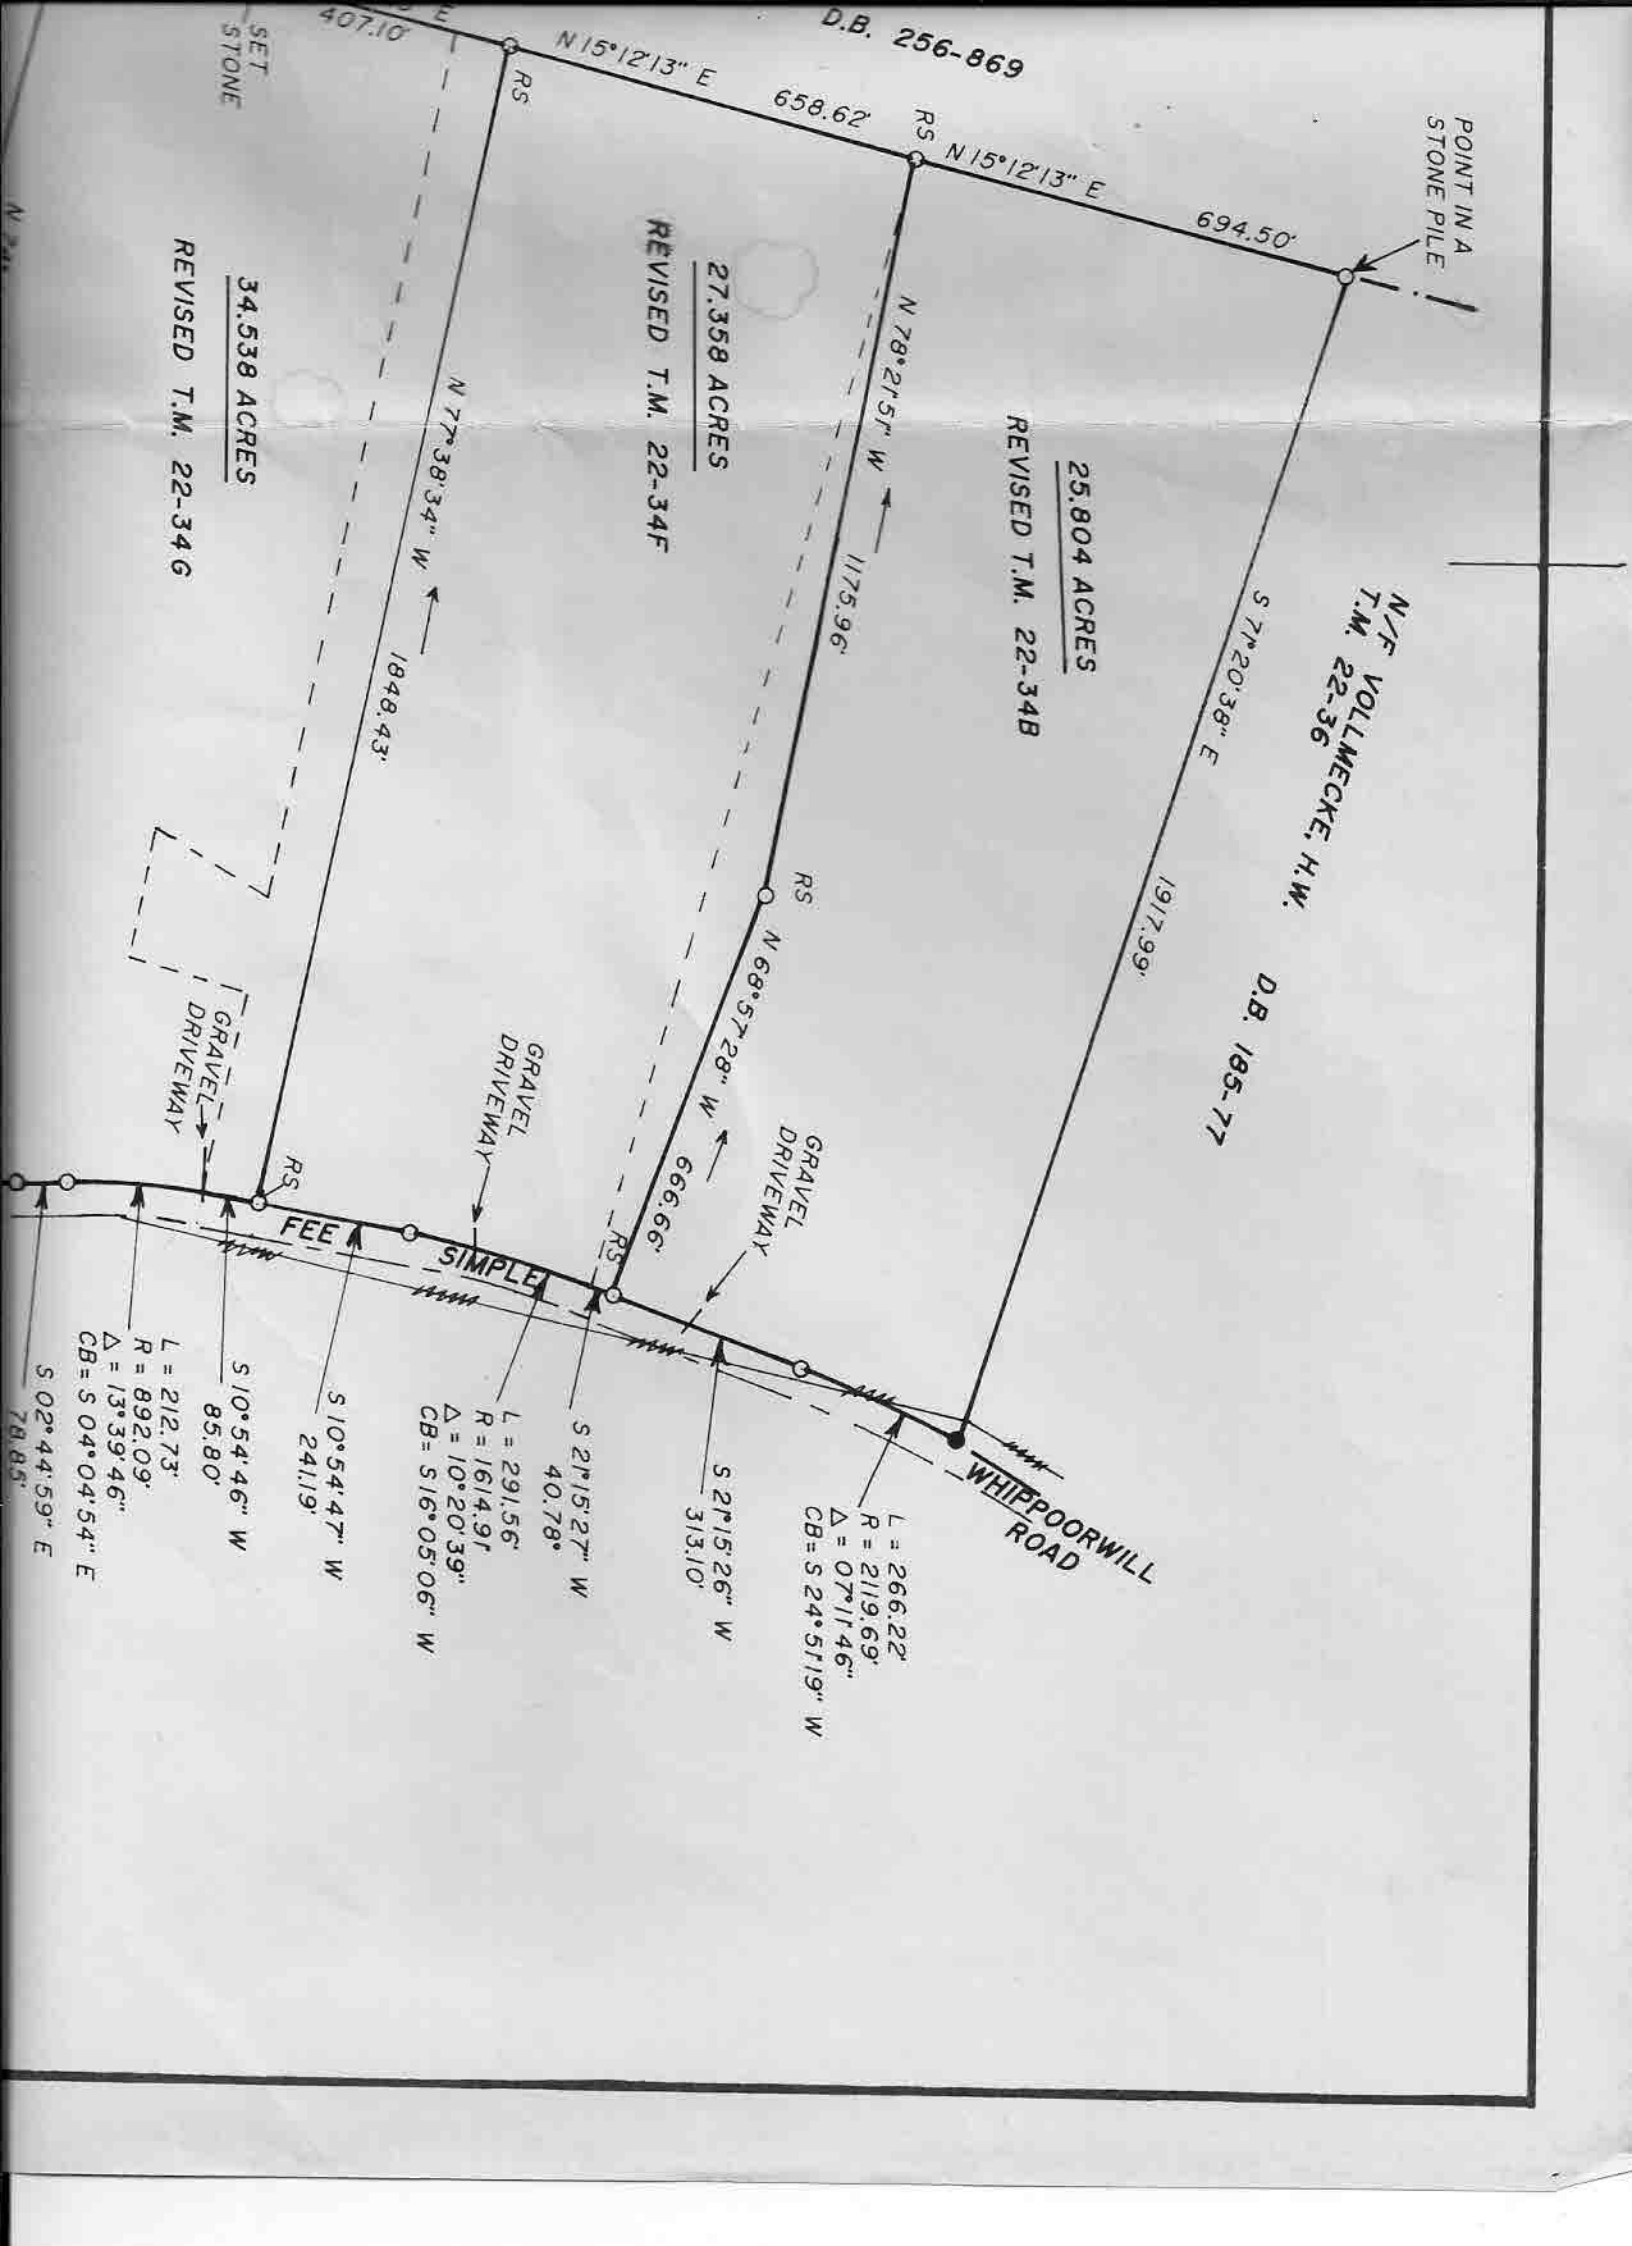 POINT IN A
STONE PILE
N/F VOLLMECKE, H.W.
T.M. 22-36
D.B. 185-77
S 71°20'38" E
1917.99'
D.B. 256-869
694.50'
N 15°12'13" E
RS
25.804 ACRES
REVISED T.M. 22-34B
N 78°21'51" W
1175.96'
RS
N 68°57'28" W
666.66'
RS
658.62'
N 15°12'13" E
RS
27.358 ACRES
REVISED T.M. 22-34F
N 77°38'34" W
1848.43'
RS
E
407.10'
SET
STONE
34.538 ACRES
REVISED T.M. 22-34G
GRAVEL
DRIVEWAY
GRAVEL
DRIVEWAY
GRAVEL
DRIVEWAY
WHIPPOORWILL
ROAD
FEE
SIMPLE
L = 266.22'
R = 2119.69'
Δ = 07°11'46"
CB = S 24°51'19" W
S 21°15'26" W
313.10'
S 21°15'27" W
40.78°
L = 291.56'
R = 1614.91'
Δ = 10°20'39"
CB = S 16°05'06" W
S 10°54'47" W
241.19'
S 10°54'46" W
85.80'
L = 212.73'
R = 892.09'
Δ = 13°39'46"
CB = S 04°04'54" E
S 02°44'59" E
78.85'